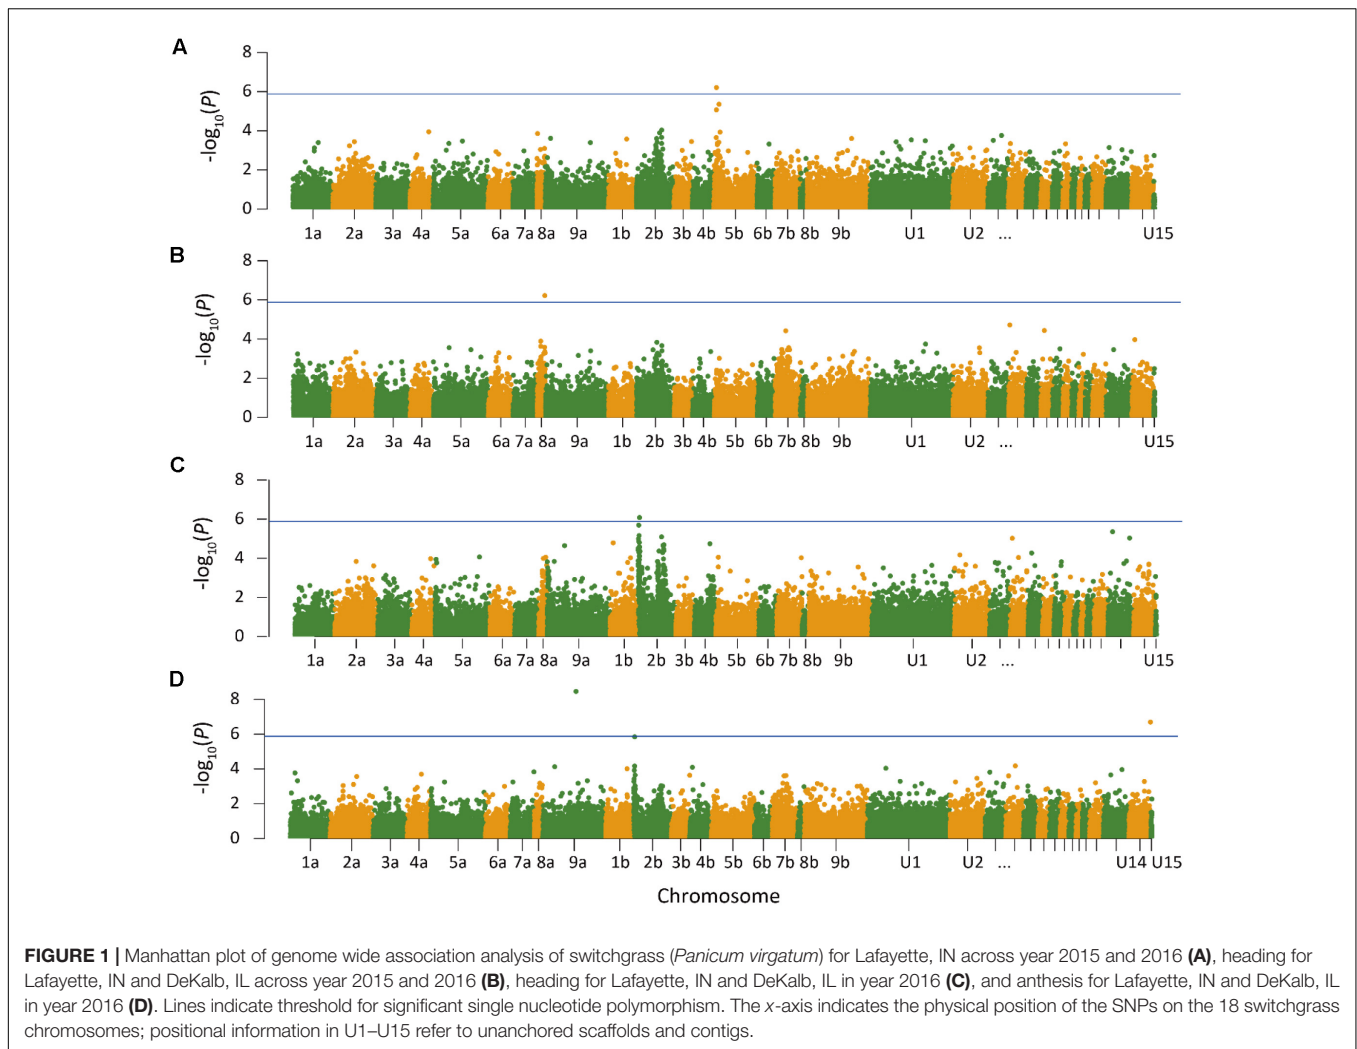 A
8
6
4
2
0
-log10(P)
1a 2a 3a 4a 5a 6a 7a 8a 9a 1b 2b 3b 4b 5b 6b 7b 8b 9b U1 U2 ... U15
B
8
6
4
2
0
-log10(P)
1a 2a 3a 4a 5a 6a 7a 8a 9a 1b 2b 3b 4b 5b 6b 7b 8b 9b U1 U2 ... U15
C
8
6
4
2
0
-log10(P)
1a 2a 3a 4a 5a 6a 8a 9a 1b 2b 3b 4b 5b 6b 7b 8b 9b U1 U2 ... U15
D
8
6
4
2
0
-log10(P)
1a 2a 3a 4a 5a 6a 7a 8a 9a 1b 2b 3b 4b 5b 6b 7b 8b 9b U1 U2 ... U14 U15
Chromosome
FIGURE 1 | Manhattan plot of genome wide association analysis of switchgrass (Panicum virgatum) for Lafayette, IN across year 2015 and 2016 (A), heading for
Lafayette, IN and DeKalb, IL across year 2015 and 2016 (B), heading for Lafayette, IN and DeKalb, IL in year 2016 (C), and anthesis for Lafayette, IN and DeKalb, IL
in year 2016 (D). Lines indicate threshold for significant single nucleotide polymorphism. The x-axis indicates the physical position of the SNPs on the 18 switchgrass
chromosomes; positional information in U1–U15 refer to unanchored scaffolds and contigs.